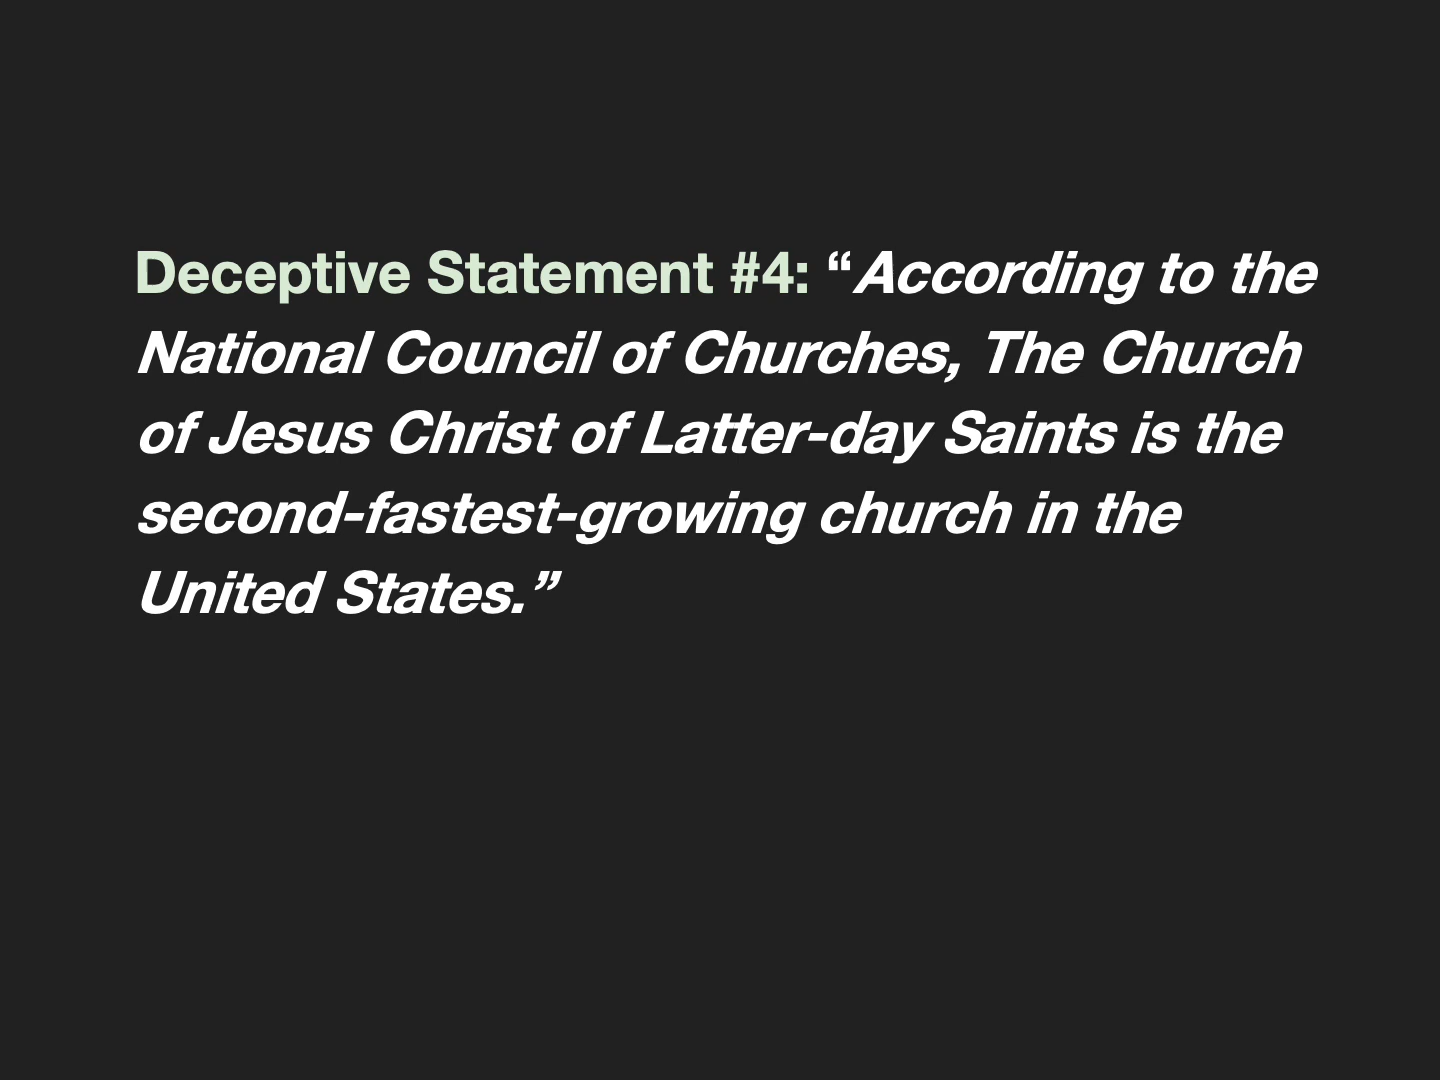 Deceptive Statement #4: “According to the
National Council of Churches, The Church
of Jesus Christ of Latter-day Saints is the
second-fastest-growing church in the
United States.”